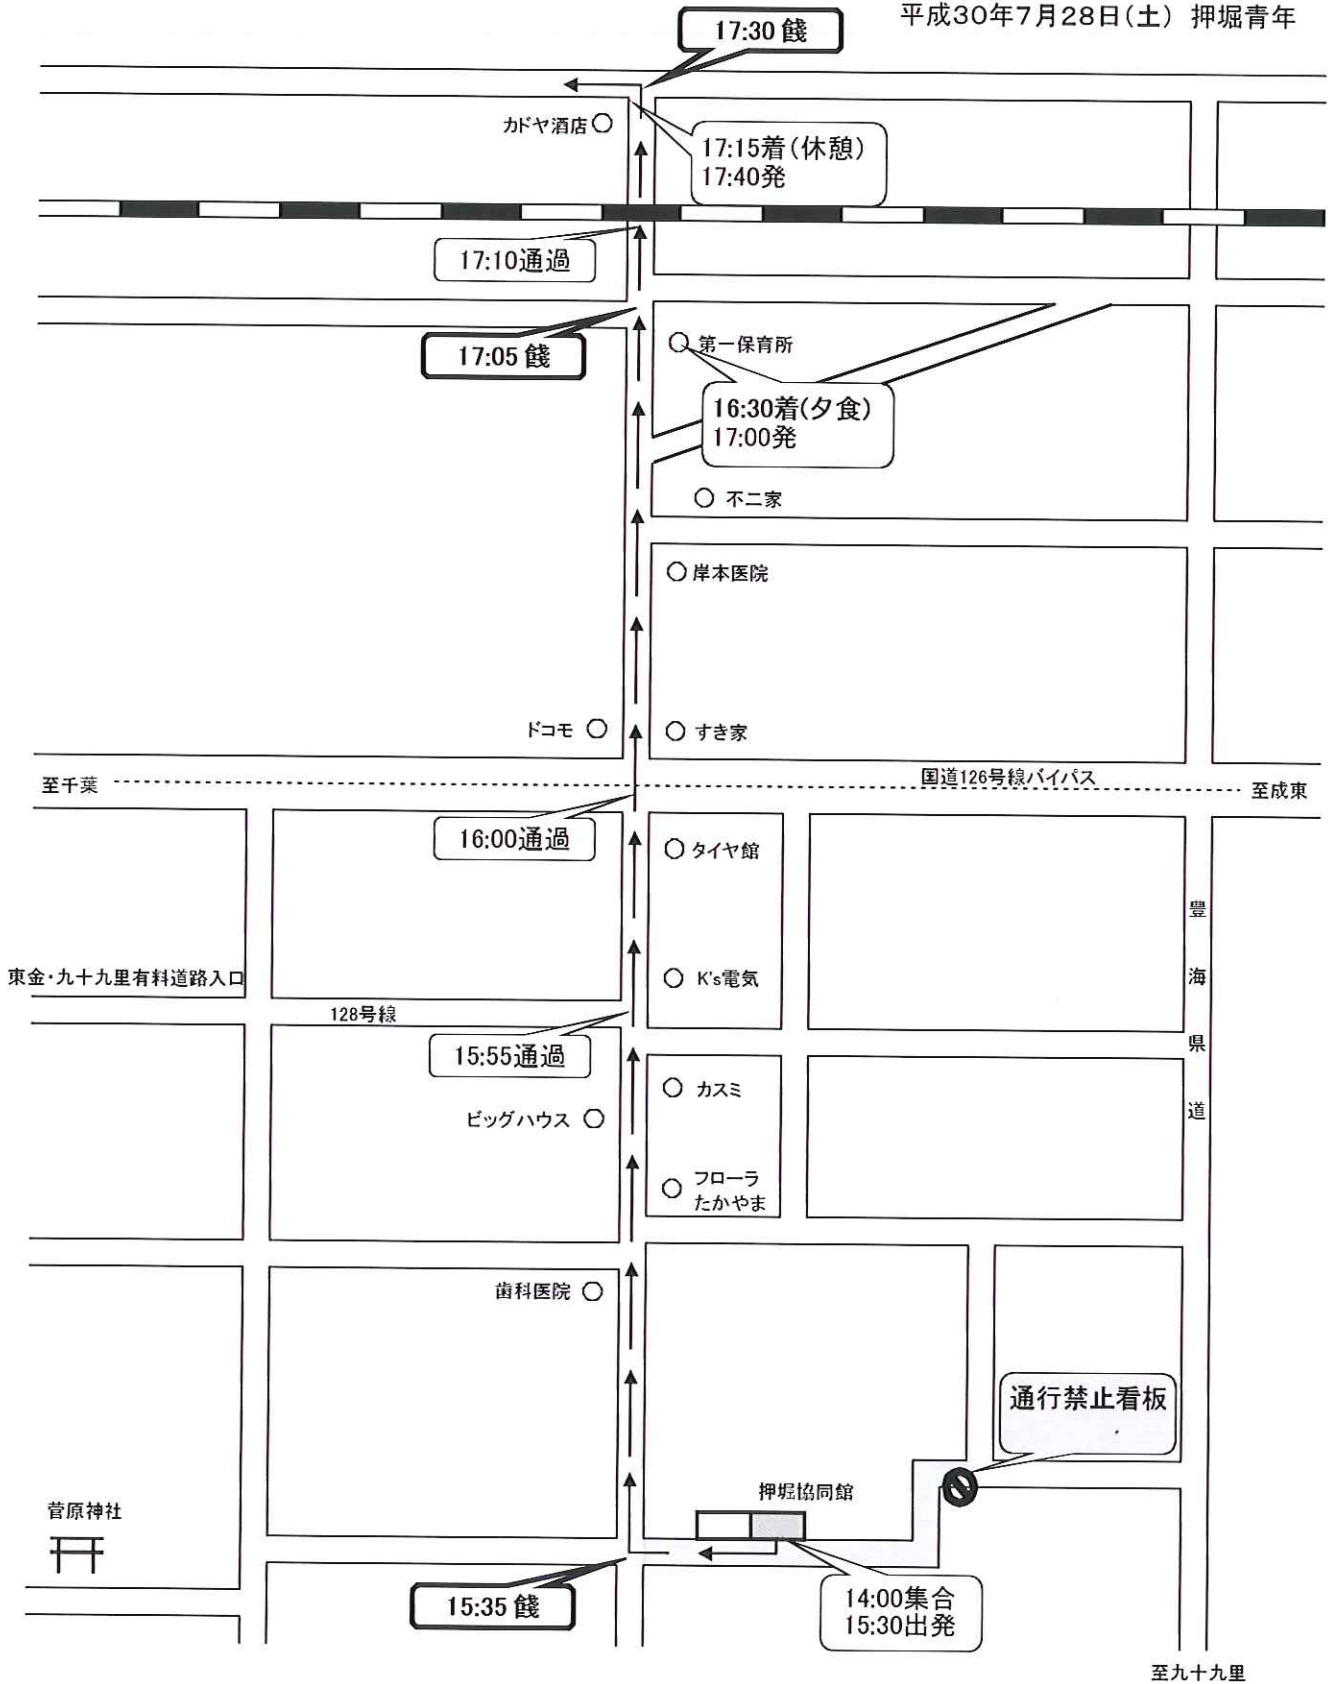 平成30年7月28日(土) 押堀青年
17:30 餞
カドヤ酒店
17:15着(休憩)
17:40発
17:10通過
17:05 餞
第一保育所
16:30着(夕食)
17:00発
不二家
岸本医院
ドコモ
すき家
至千葉
国道126号線バイパス
至成東
16:00通過
タイヤ館
豊海県道
東金・九十九里有料道路入口
K's電気
128号線
15:55通過
カスミ
ビッグハウス
フローラ
たかやま
歯科医院
通行禁止看板
押堀協同館
菅原神社
15:35 餞
14:00集合
15:30出発
至九十九里